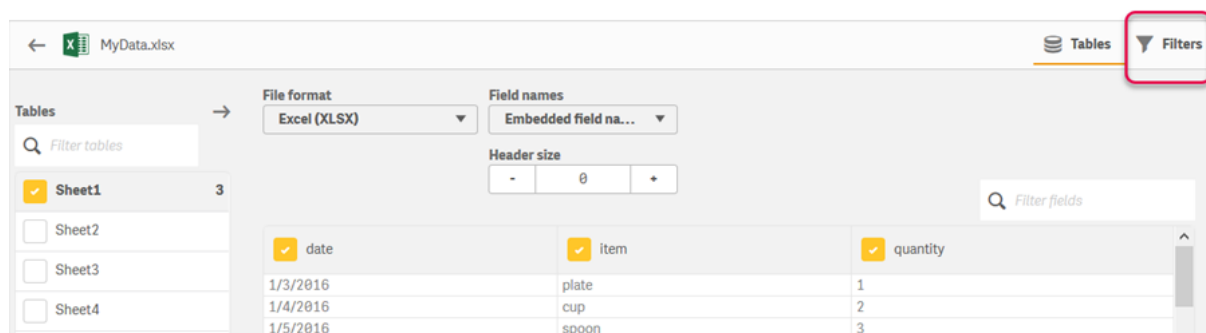 MyData.xlsx
Tables
Filters
Tables
Filter tables
Sheet1 3
Sheet2
Sheet3
Sheet4
File format
Excel (XLSX)
Field names
Embedded field na...
Header size
- 0 +
Filter fields
date item quantity
1/3/2016 plate 1
1/4/2016 cup 2
1/5/2016 spoon 3